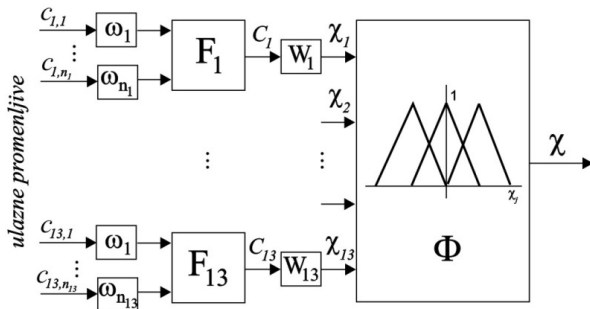 ulazne promenljive
c1,1
ω1
F1
C1
W1
χ1
⋮
c1,n1
ωn1
χ2
⋮
⋮
1
χj
Φ
χ
c13,1
ω1
F13
C13
W13
χ13
⋮
c13,n13
ωn13